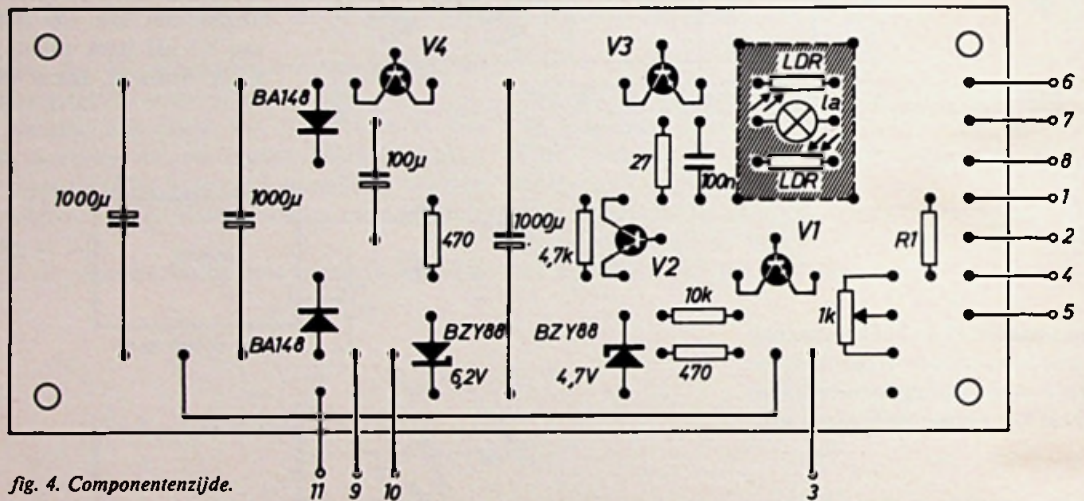 V4
V3
LDR
BA148
la
6
7
100µ
27
100n
8
LDR
1000µ
1000µ
1000µ
1
470
4,7k
V1
R1
2
V2
4
10k
1k
5
BA148
BZY88
BZY88
6,2V
4,7V
470
fig. 4. Componentenzijde.
11
9
10
3